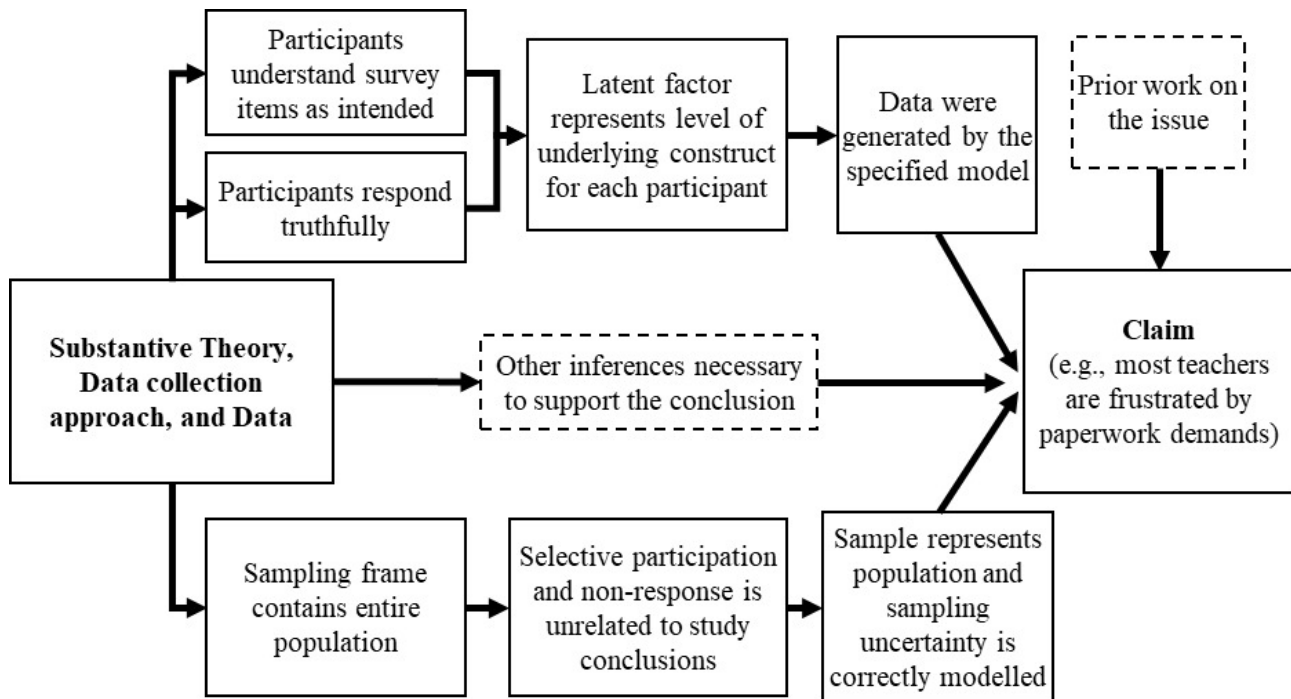 Participants
understand survey
items as intended
Participants respond
truthfully
Latent factor
represents level of
underlying construct
for each participant
Data were
generated by the
specified model
Prior work on
the issue
Substantive Theory,
Data collection
approach, and Data
Other inferences necessary
to support the conclusion
Claim
(e.g., most teachers
are frustrated by
paperwork demands)
Sampling frame
contains entire
population
Selective participation
and non-response is
unrelated to study
conclusions
Sample represents
population and
sampling
uncertainty is
correctly modelled